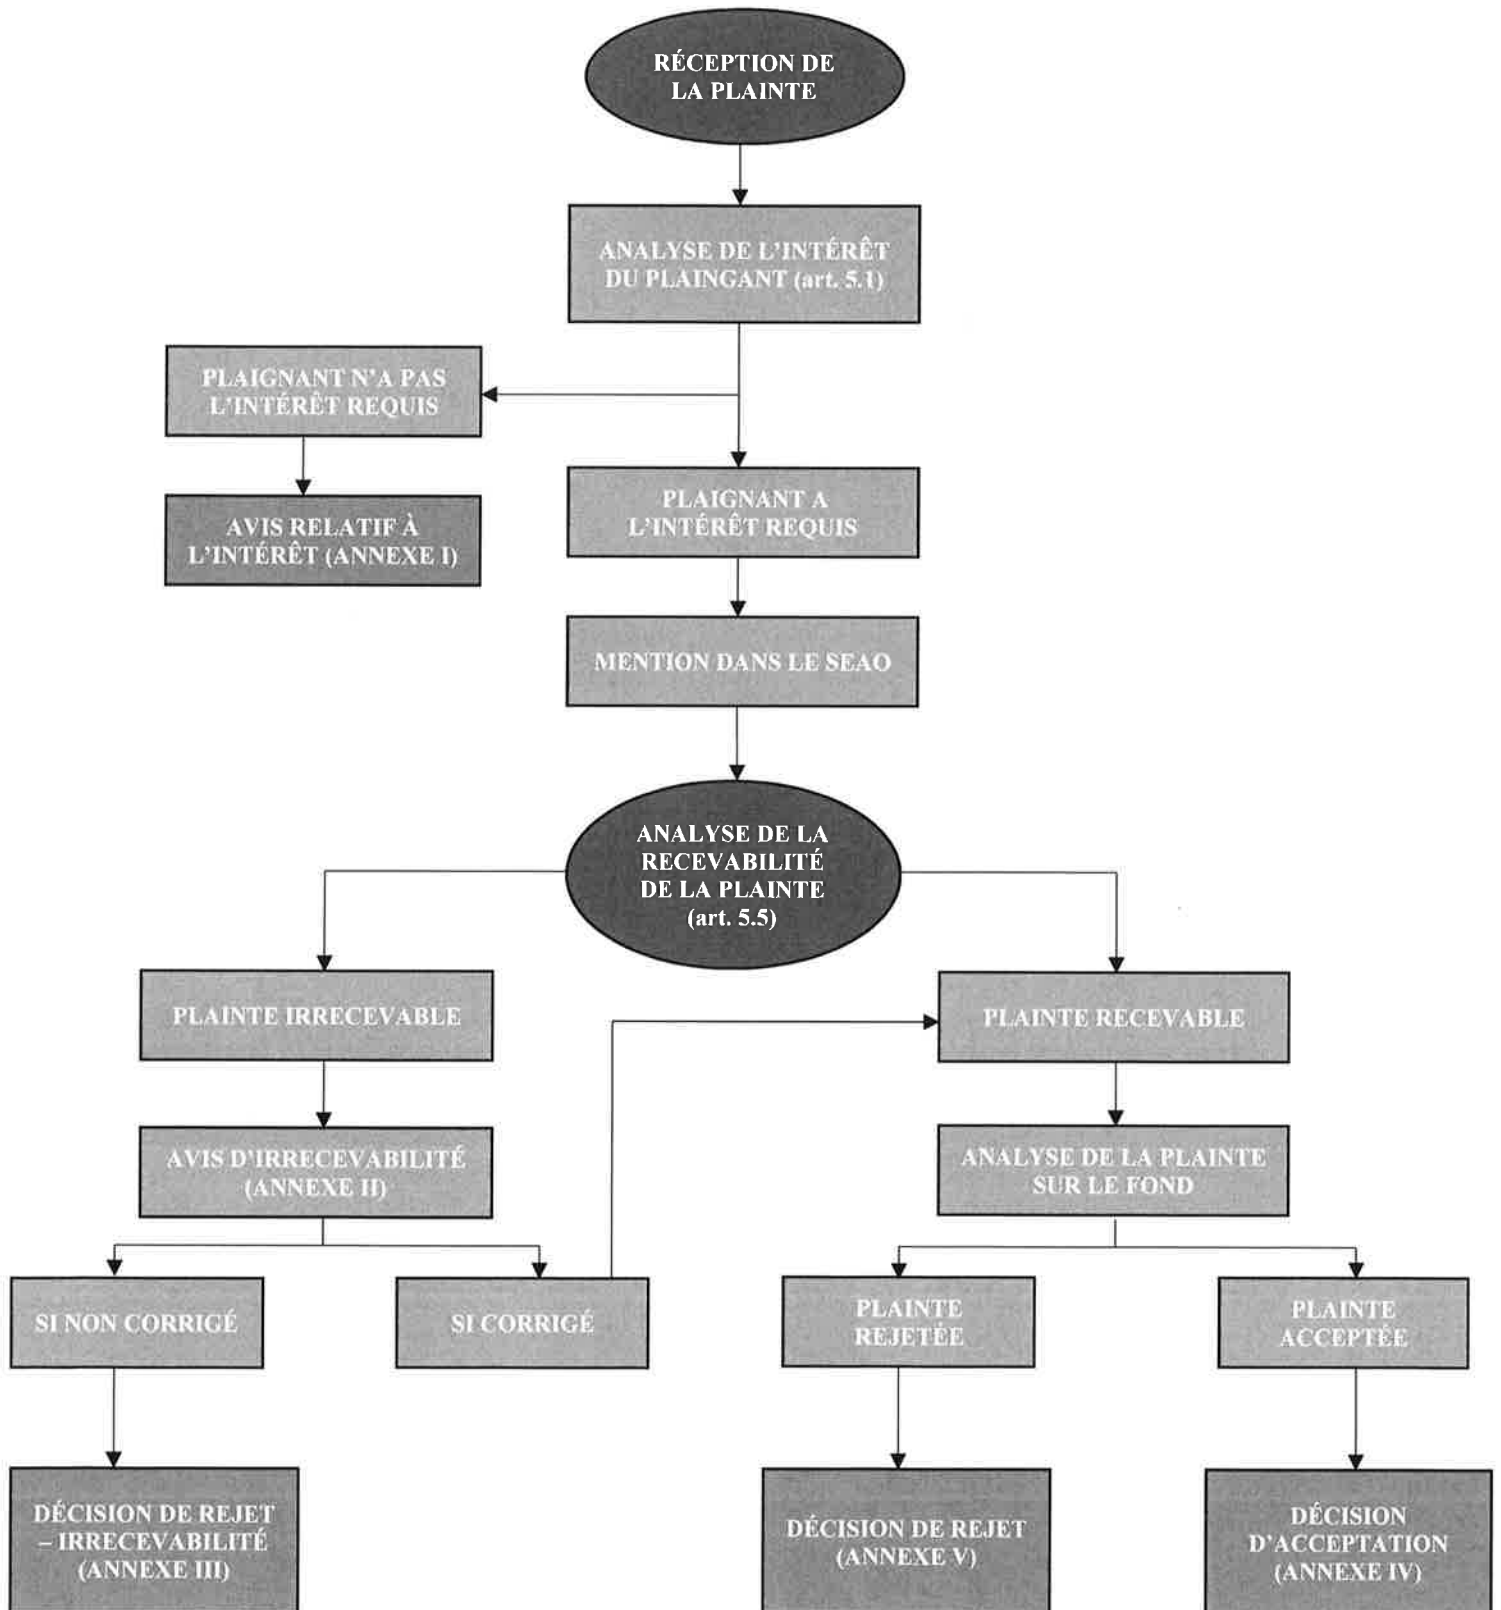 RÉCEPTION DE
LA PLAINTE
ANALYSE DE L'INTÉRÊT
DU PLAINGANT (art. 5.1)
PLAIGNANT N'A PAS
L'INTÉRÊT REQUIS
AVIS RELATIF À
L'INTÉRÊT (ANNEXE I)
PLAIGNANT A
L'INTÉRÊT REQUIS
MENTION DANS LE SEAO
ANALYSE DE LA
RECEVABILITÉ
DE LA PLAINTE
(art. 5.5)
PLAINTE IRRECEVABLE
PLAINTE RECEVABLE
AVIS D'IRRECEVABILITÉ
(ANNEXE II)
ANALYSE DE LA PLAINTE
SUR LE FOND
SI NON CORRIGÉ
SI CORRIGÉ
PLAINTE
REJETÉE
PLAINTE
ACCEPTÉE
DÉCISION DE REJET
– IRRECEVABILITÉ
(ANNEXE III)
DÉCISION DE REJET
(ANNEXE V)
DÉCISION
D'ACCEPTATION
(ANNEXE IV)